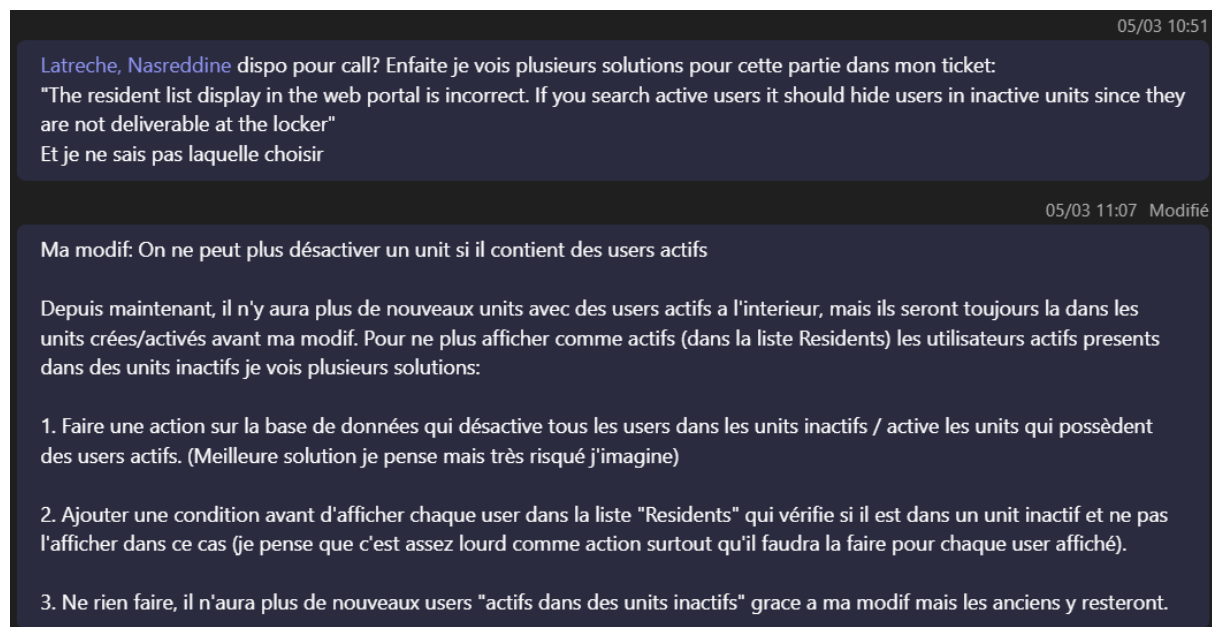 05/03 10:51
Latreche, Nasreddine dispo pour call? Enfaite je vois plusieurs solutions pour cette partie dans mon ticket:
"The resident list display in the web portal is incorrect. If you search active users it should hide users in inactive units since they
are not deliverable at the locker"
Et je ne sais pas laquelle choisir
05/03 11:07 Modifié
Ma modif: On ne peut plus désactiver un unit si il contient des users actifs
Depuis maintenant, il n'y aura plus de nouveaux units avec des users actifs a l'interieur, mais ils seront toujours la dans les
units crées/activés avant ma modif. Pour ne plus afficher comme actifs (dans la liste Residents) les utilisateurs actifs presents
dans des units inactifs je vois plusieurs solutions:
1. Faire une action sur la base de données qui désactive tous les users dans les units inactifs / active les units qui possèdent
des users actifs. (Meilleure solution je pense mais très risqué j'imagine)
2. Ajouter une condition avant d'afficher chaque user dans la liste "Residents" qui vérifie si il est dans un unit inactif et ne pas
l'afficher dans ce cas (je pense que c'est assez lourd comme action surtout qu'il faudra la faire pour chaque user affiché).
3. Ne rien faire, il n'aura plus de nouveaux users "actifs dans des units inactifs" grace a ma modif mais les anciens y resteront.